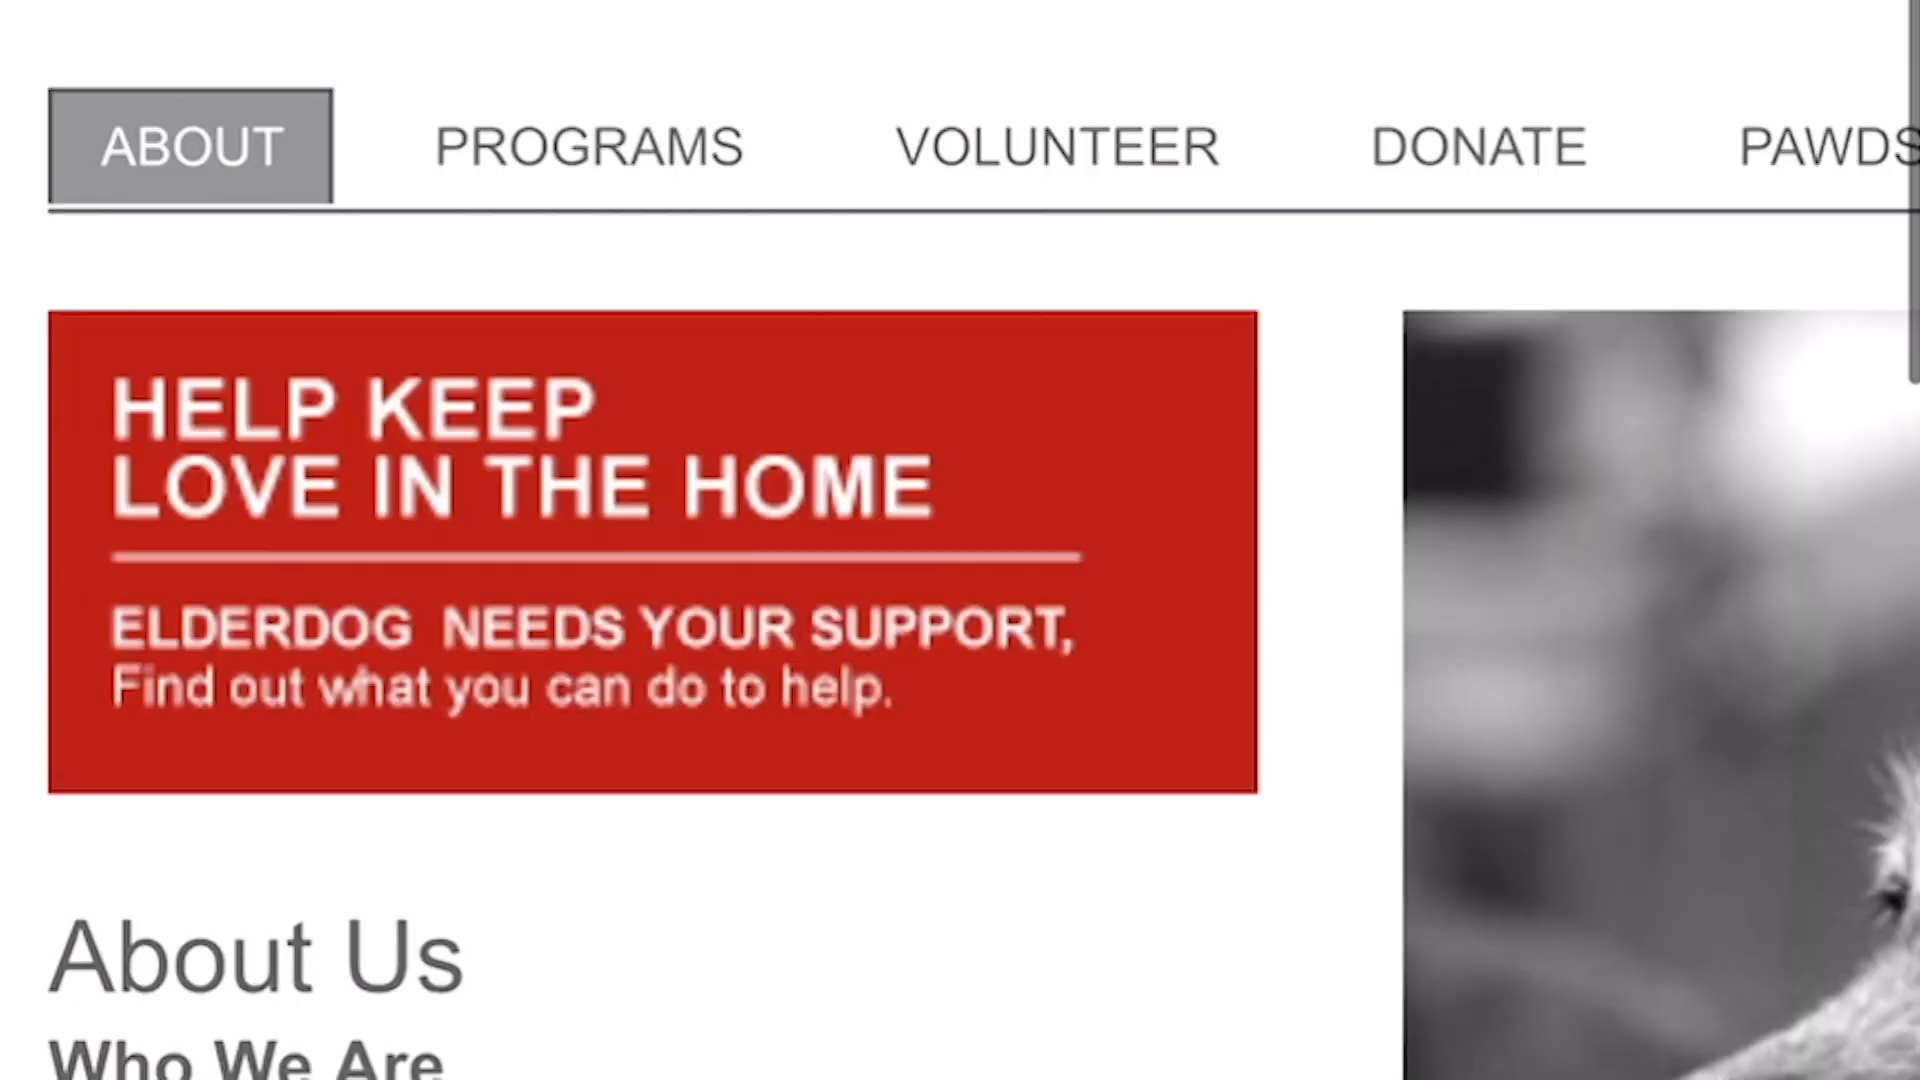 ABOUT PROGRAMS VOLUNTEER DONATE PAWDS
HELP KEEP
LOVE IN THE HOME
ELDERDOG NEEDS YOUR SUPPORT,
Find out what you can do to help.
About Us
Who We Are